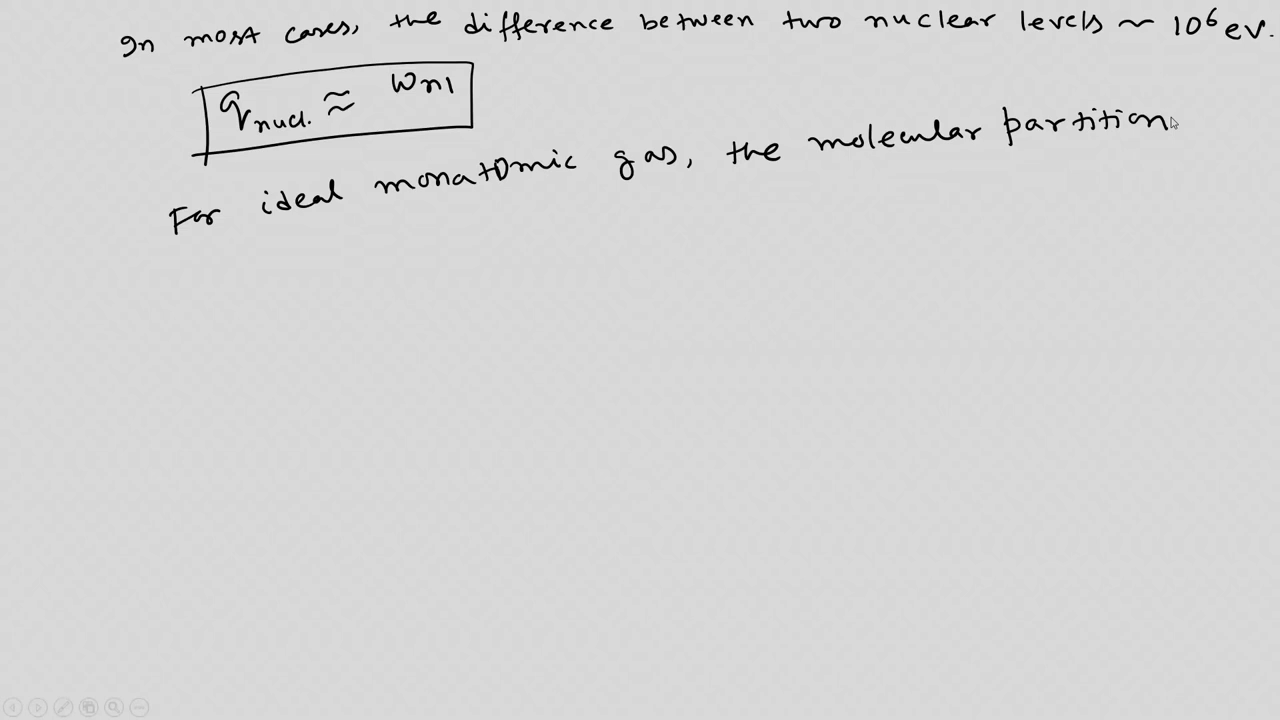 In most cases, the difference between two nuclear levels ~ 10⁶ eV.
q_nucl. ≈ ω_n1
For ideal monatomic gas, the molecular partition